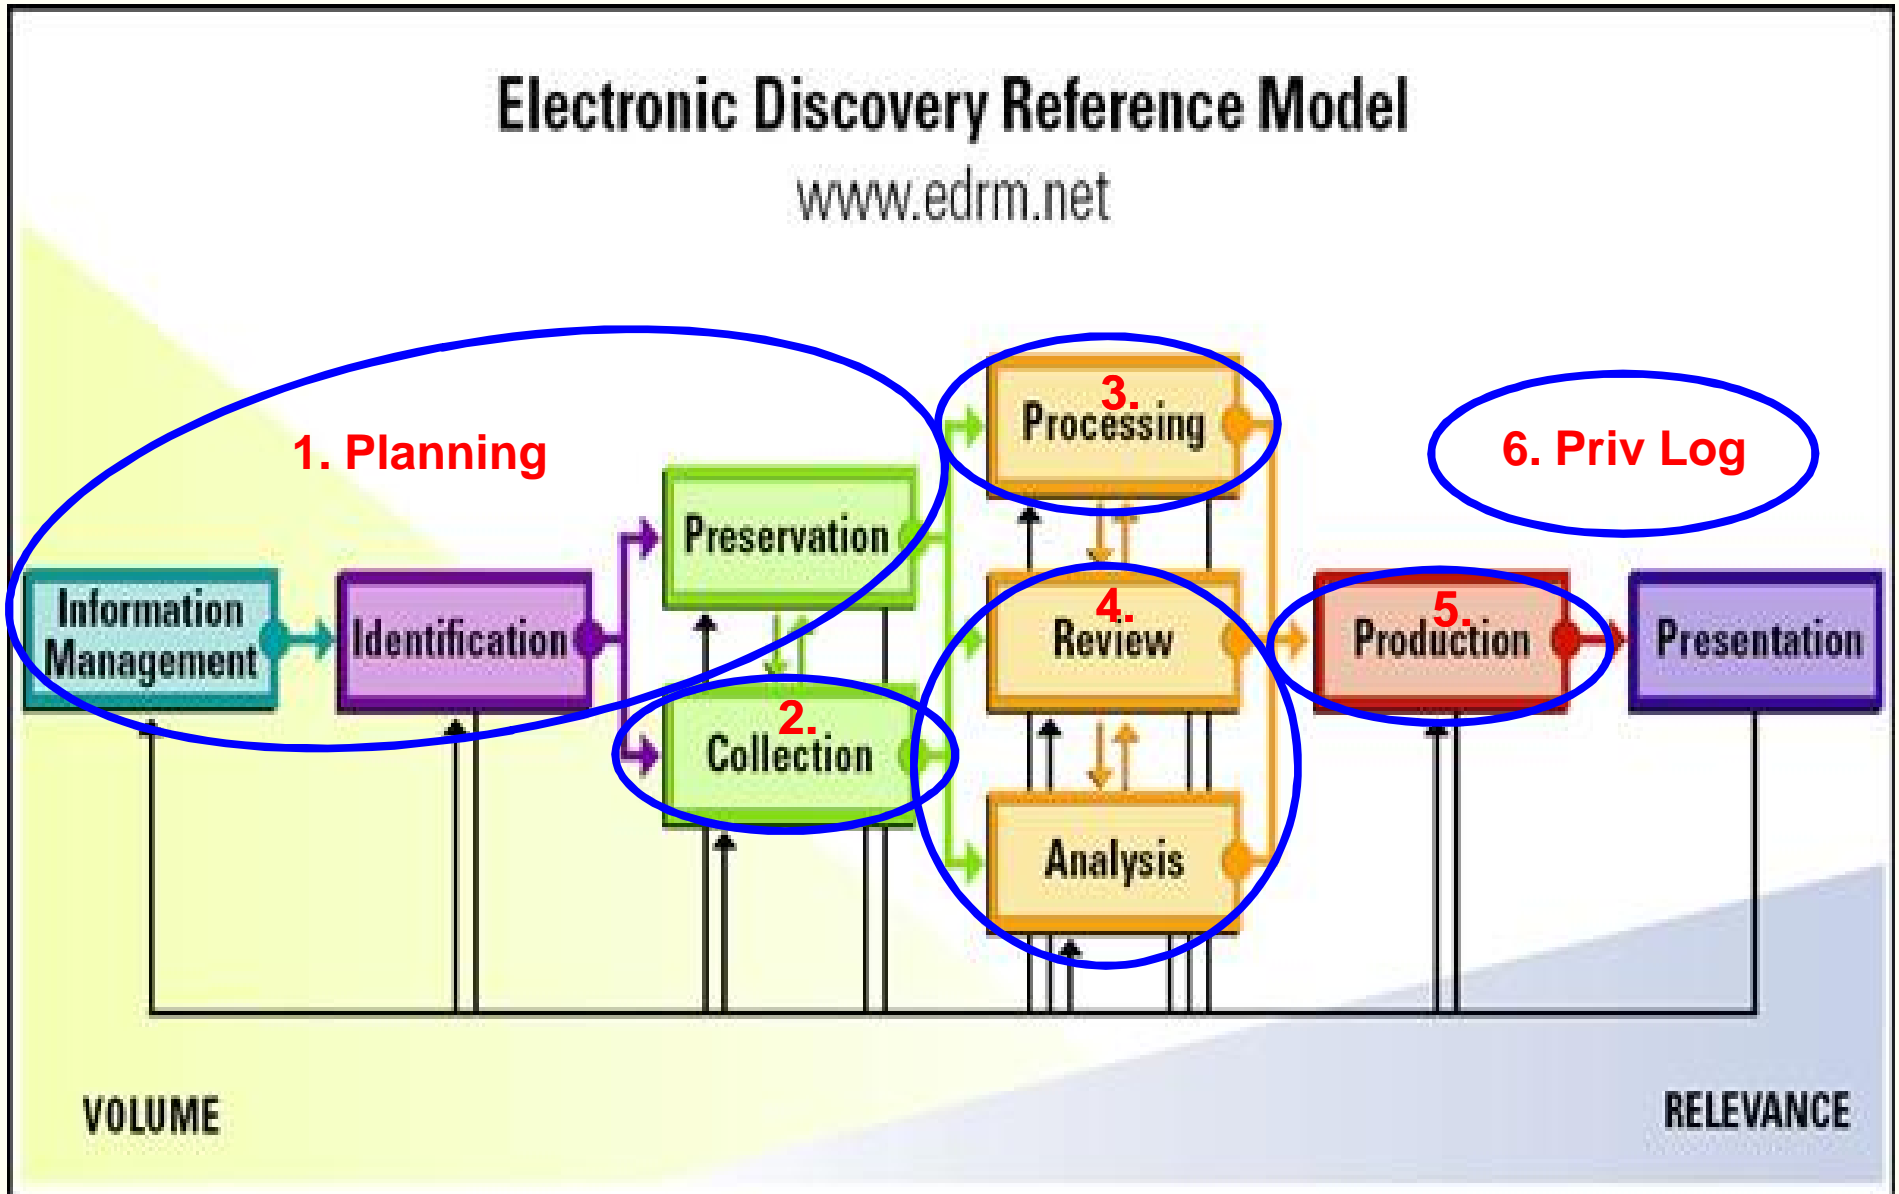 Electronic Discovery Reference Model
www.edrm.net
1. Planning
Information
Management
Identification
Preservation
2.
Collection
3.
Processing
4.
Review
Analysis
5.
Production
6. Priv Log
Presentation
VOLUME
RELEVANCE